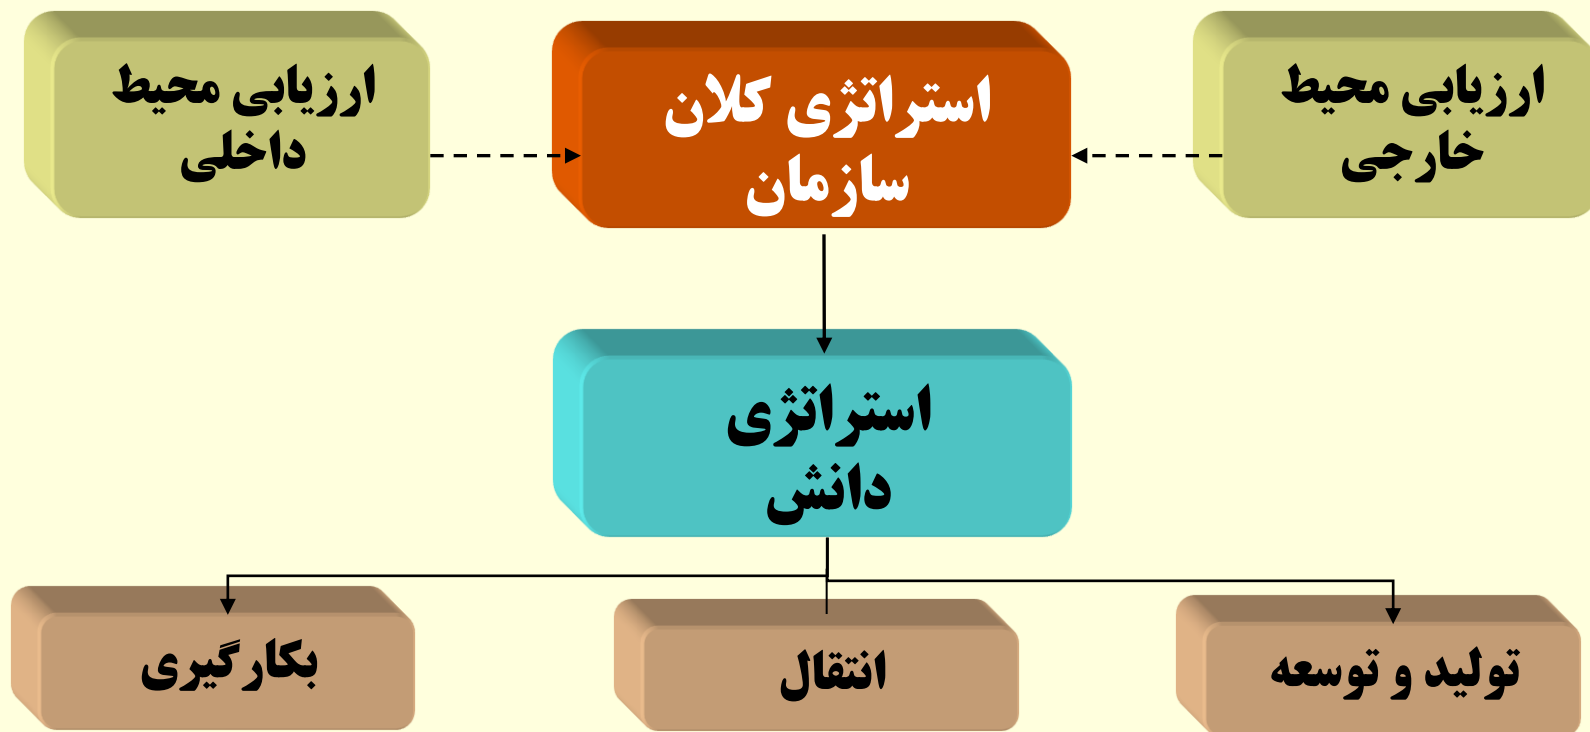 ارزیابی محیط
خارجی
استراتژی کلان
سازمان
ارزیابی محیط
داخلی
استراتژی
دانش
تولید و توسعه
انتقال
بکارگیری